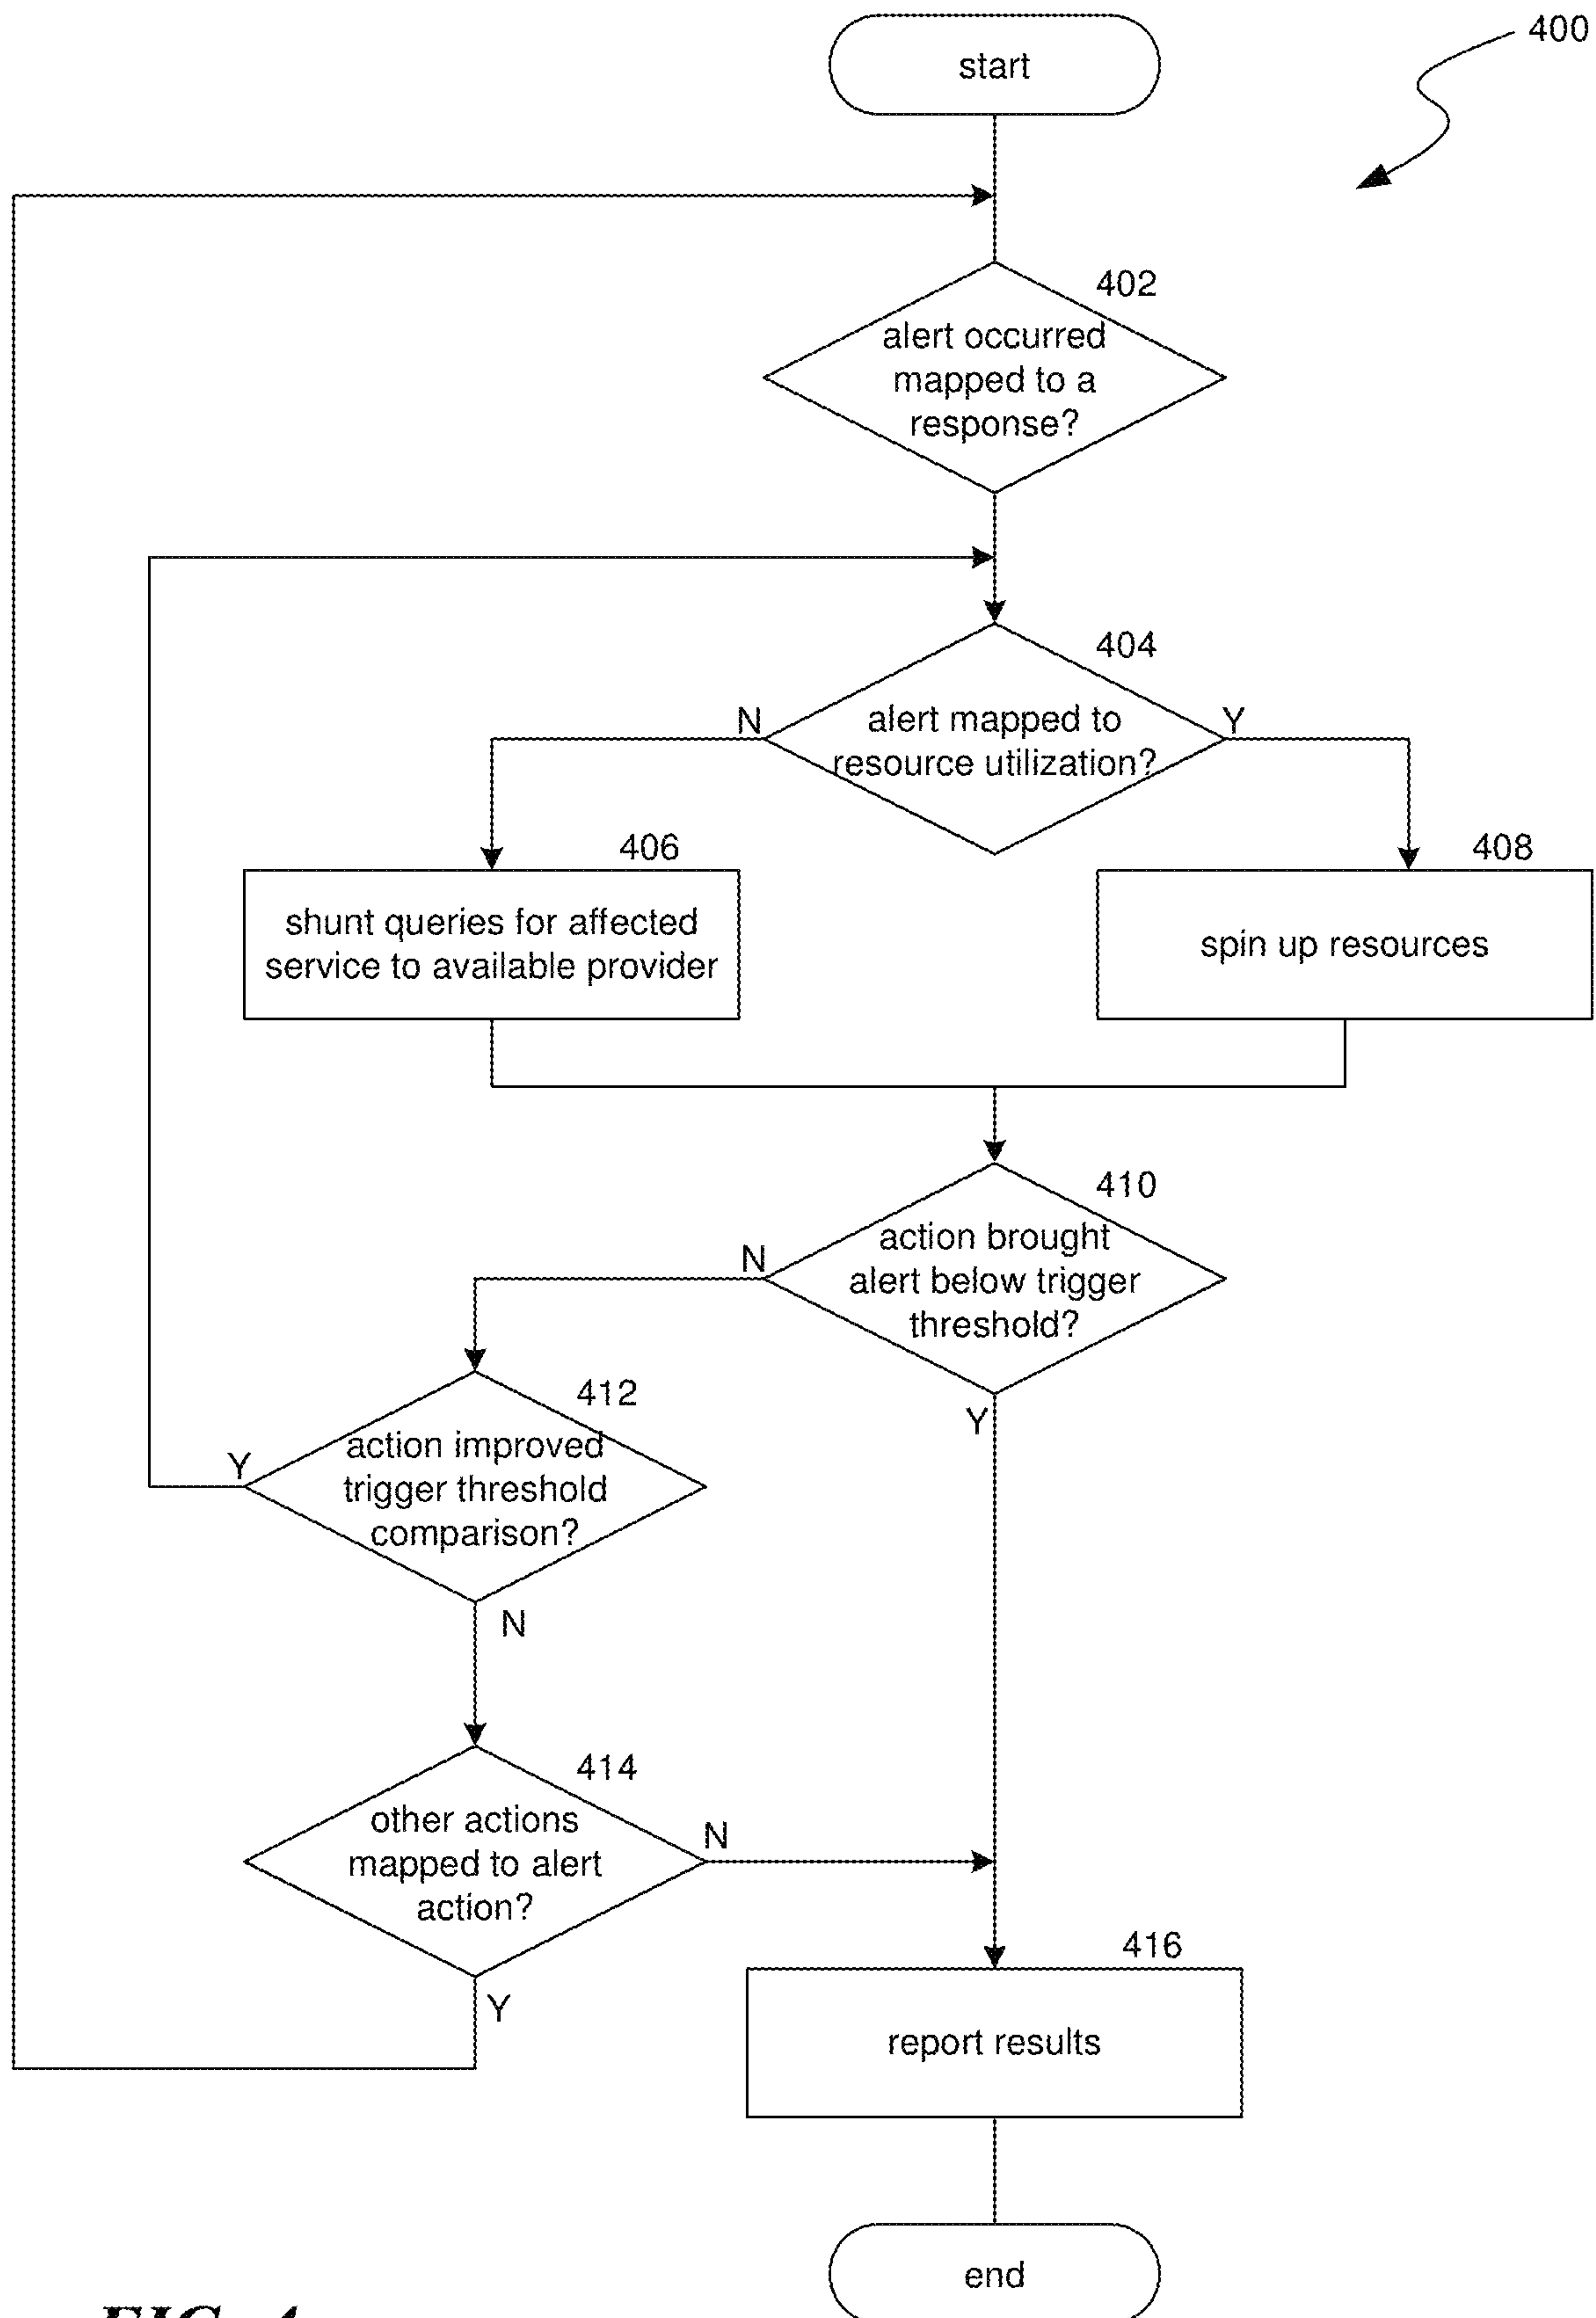 400
start
402
alert occurred
mapped to a
response?
404
N
Y
alert mapped to
resource utilization?
406
408
shunt queries for affected
service to available provider
spin up resources
410
N
action brought
alert below trigger
threshold?
Y
412
Y
action improved
trigger threshold
comparison?
N
414
other actions
mapped to alert
action?
N
Y
416
report results
end
FIG. 4